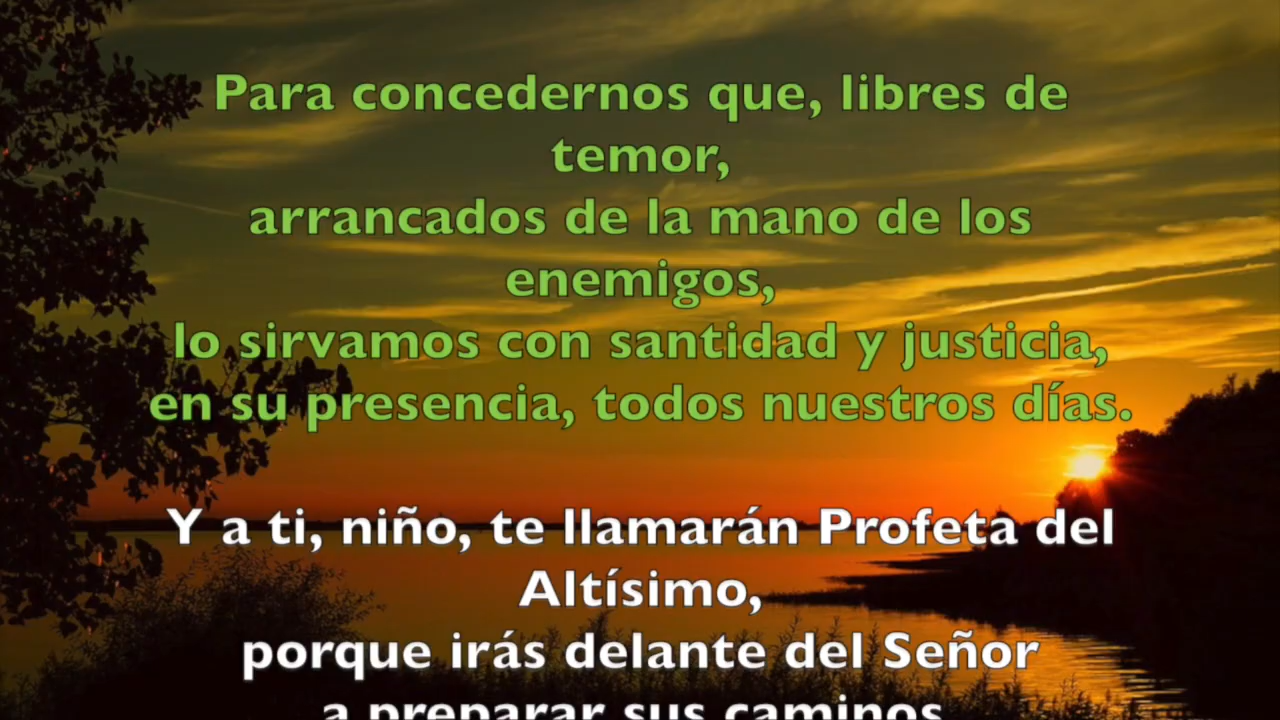 Para concedernos que, libres de
temor,
arrancados de la mano de los
enemigos,
lo sirvamos con santidad y justicia,
en su presencia, todos nuestros días.
Y a ti, niño, te llamarán Profeta del
Altísimo,
porque irás delante del Señor
a preparar sus caminos